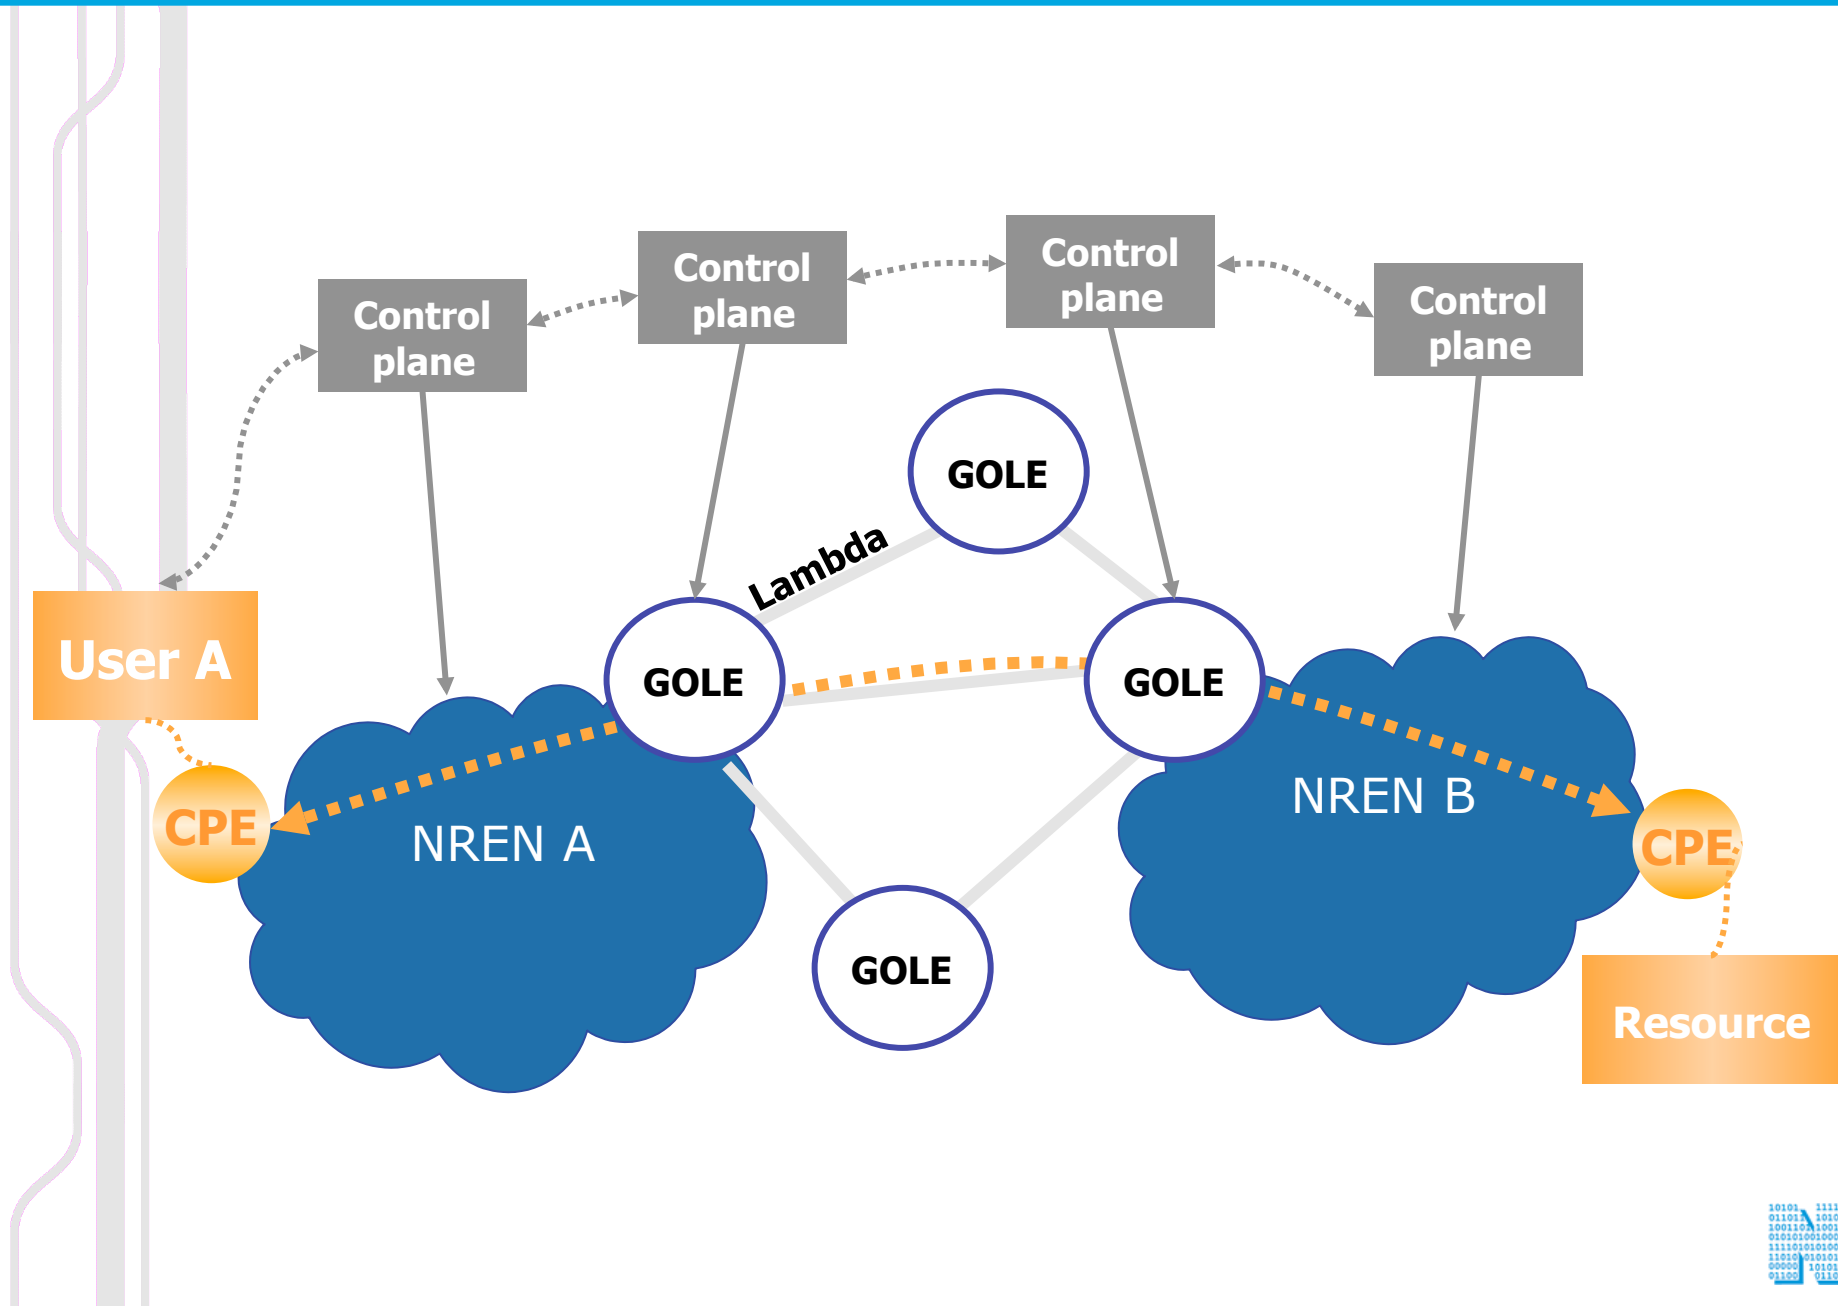 Control
plane
Control
plane
Control
plane
Control
plane
GOLE
Lambda
User A
GOLE
GOLE
NREN B
CPE
NREN A
CPE
GOLE
Resource